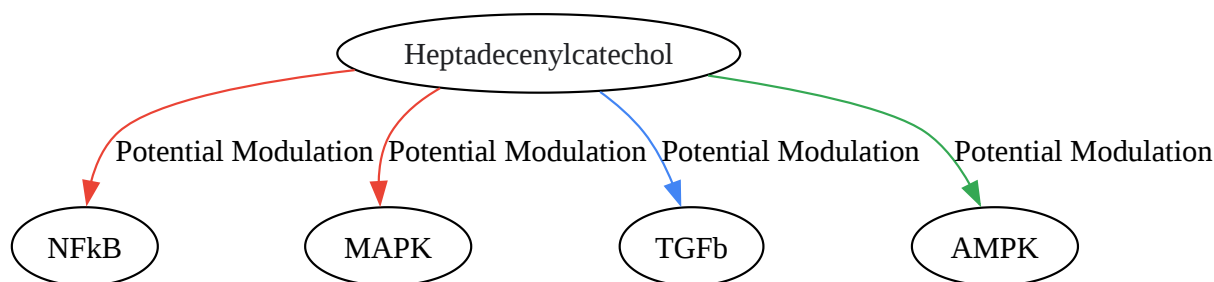 Heptadecenylcatechol
Potential Modulation Potential Modulation Potential Modulation Potential Modulation
NFkB MAPK TGFb AMPK